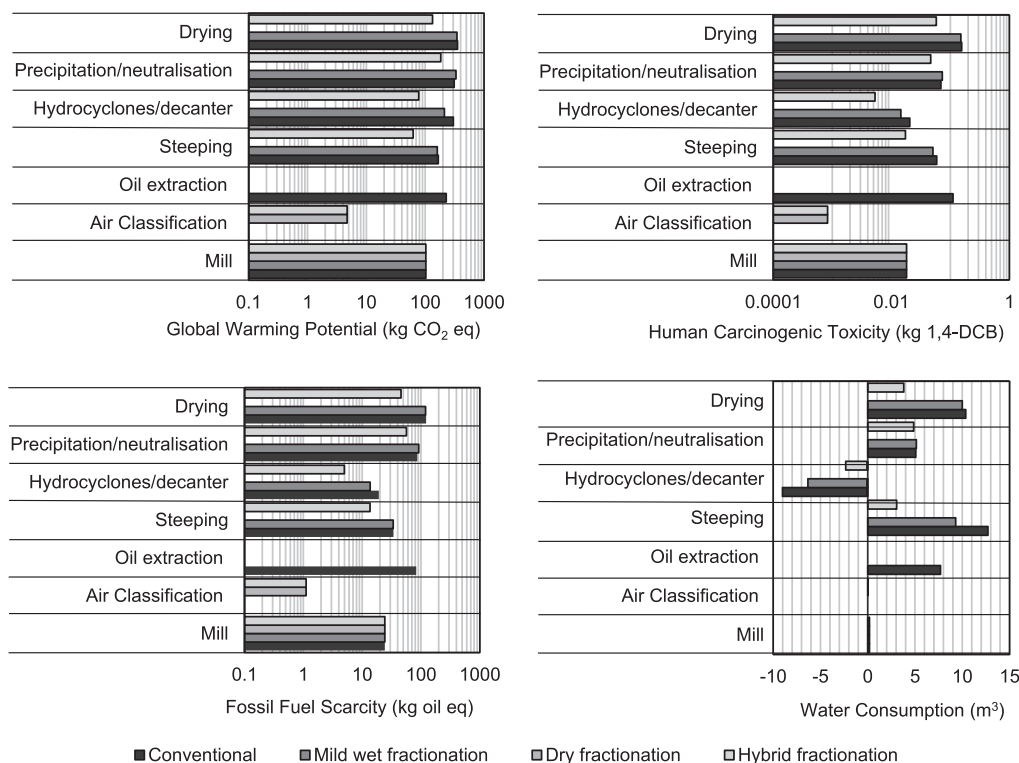 Drying
Precipitation/neutralisation
Hydrocyclones/decanter
Steeping
Oil extraction
Air Classification
Mill
0.1 1 10 100 1000
Global Warming Potential (kg CO₂ eq)
Drying
Precipitation/neutralisation
Hydrocyclones/decanter
Steeping
Oil extraction
Air Classification
Mill
0.0001 0.01 1
Human Carcinogenic Toxicity (kg 1,4-DCB)
Drying
Precipitation/neutralisation
Hydrocyclones/decanter
Steeping
Oil extraction
Air Classification
Mill
0.1 1 10 100 1000
Fossil Fuel Scarcity (kg oil eq)
Drying
Precipitation/neutralisation
Hydrocyclones/decanter
Steeping
Oil extraction
Air Classification
Mill
-10 -5 0 5 10 15
Water Consumption (m³)
Conventional Mild wet fractionation Dry fractionation Hybrid fractionation